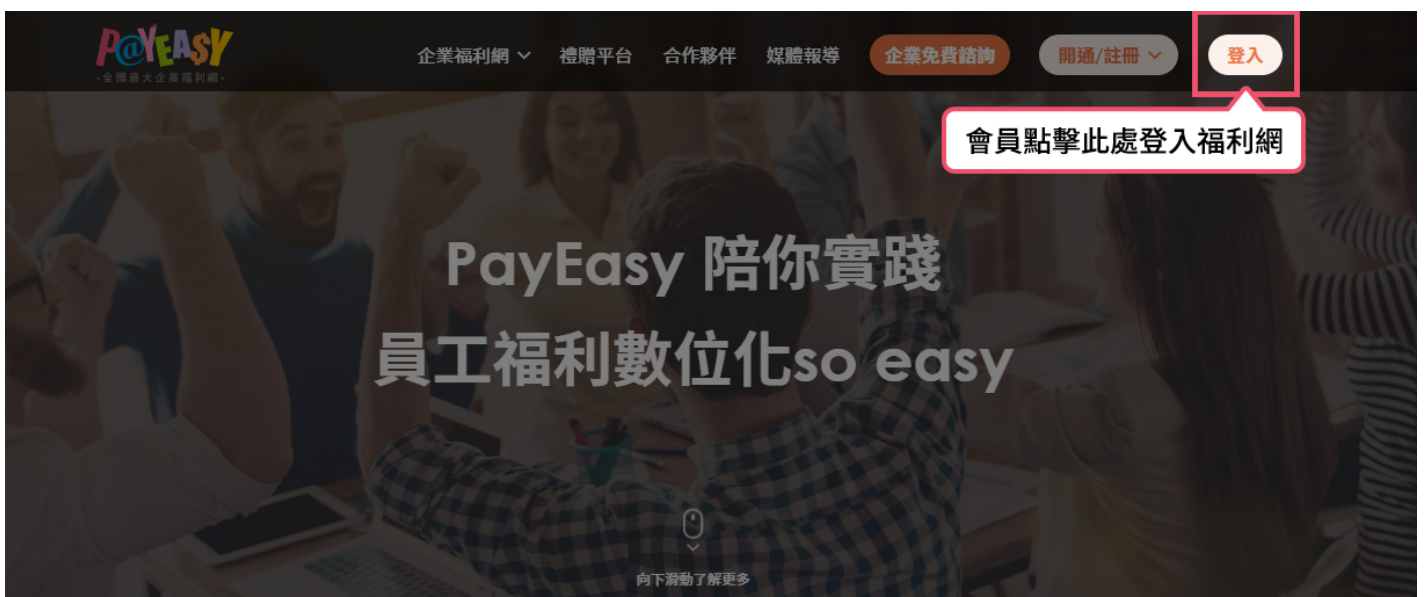 P@YEASY
·全國最大企業福利網·
企業福利網 禮贈平台 合作夥伴 媒體報導 企業免費諮詢 開通/註冊 登入
會員點擊此處登入福利網
PayEasy 陪你實踐
員工福利數位化so easy
向下滑動了解更多